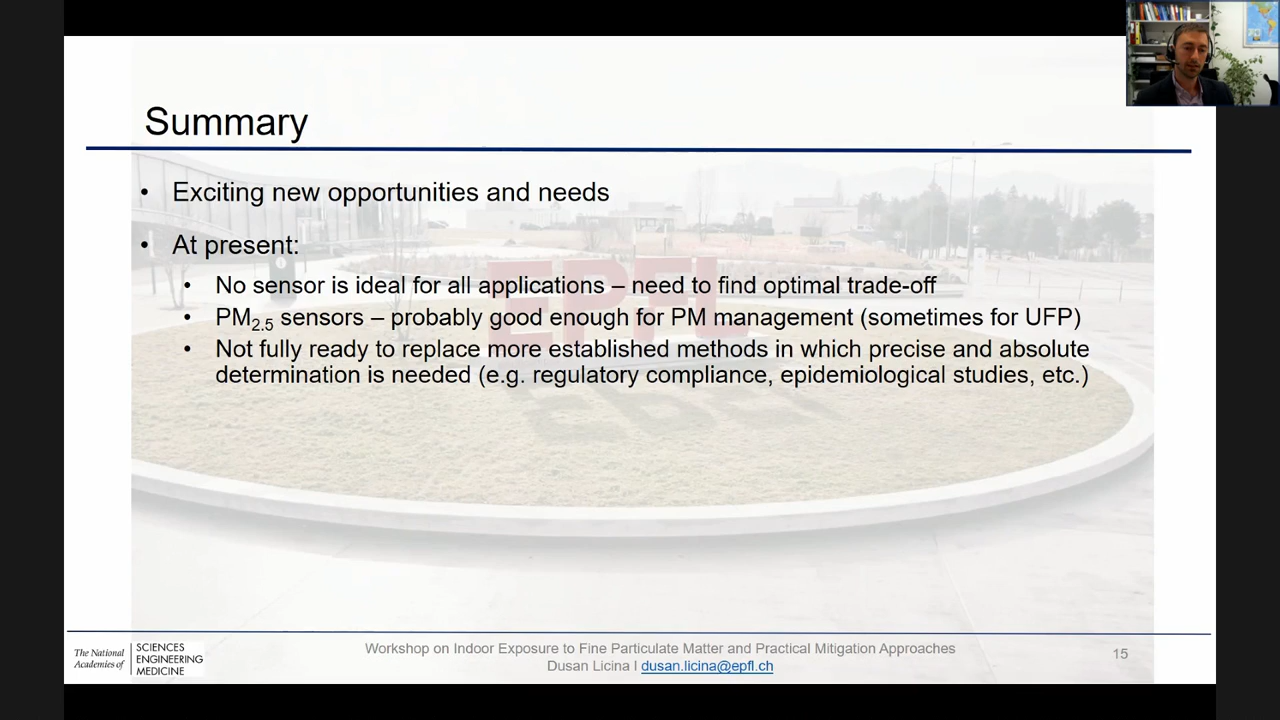 Summary
• Exciting new opportunities and needs
• At present:
• No sensor is ideal for all applications – need to find optimal trade-off
• PM2.5 sensors – probably good enough for PM management (sometimes for UFP)
• Not fully ready to replace more established methods in which precise and absolute
determination is needed (e.g. regulatory compliance, epidemiological studies, etc.)
EPFL
The National
Academies of
SCIENCES
ENGINEERING
MEDICINE
Workshop on Indoor Exposure to Fine Particulate Matter and Practical Mitigation Approaches
Dusan Licina I dusan.licina@epfl.ch
15